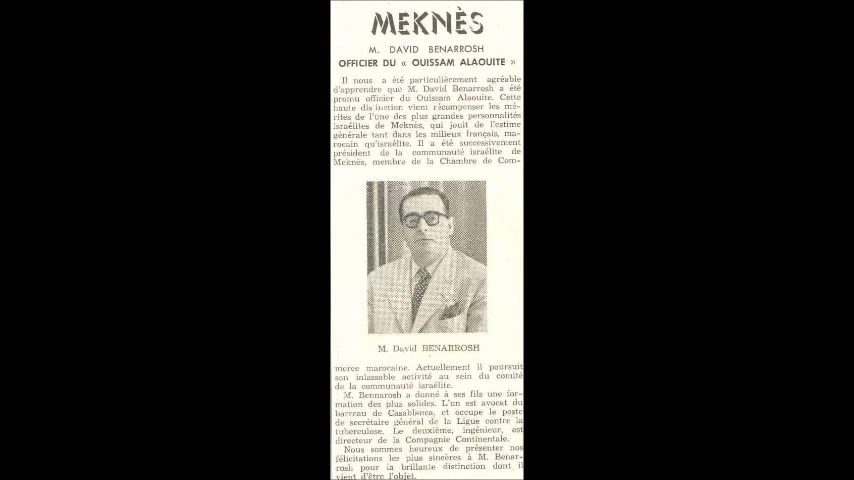 MEKNÈS
M. DAVID BENARROSH
OFFICIER DU « OUISSAM ALAOUITE »
Il nous a été particulièrement agréable
d'apprendre que M. David Benarrosh a été
promu officier du Ouissam Alaouite. Cette
haute distinction vient récompenser les mé-
rites de l'une des plus grandes personnalités
israélites de Meknès, qui jouit de l'estime
générale tant dans les milieux français, ma-
rocain qu'israélite. Il a été successivement
président de la communauté israélite de
Meknès, membre de la Chambre de Com-
M. David BENARROSH
merce marocaine. Actuellement il poursuit
son inlassable activité au sein du comité
de la communauté israélite.
M. Bennarosh a donné à ses fils une for-
mation des plus solides. L'un est avocat du
barreau de Casablanca, et occupe le poste
de secrétaire général de la Ligue contre la
tuberculose. Le deuxième, ingénieur, est
directeur de la Compagnie Continentale.
Nous sommes heureux de présenter nos
félicitations les plus sincères à M. Benar-
rosh pour la brillante distinction dont il
vient d'être l'objet.